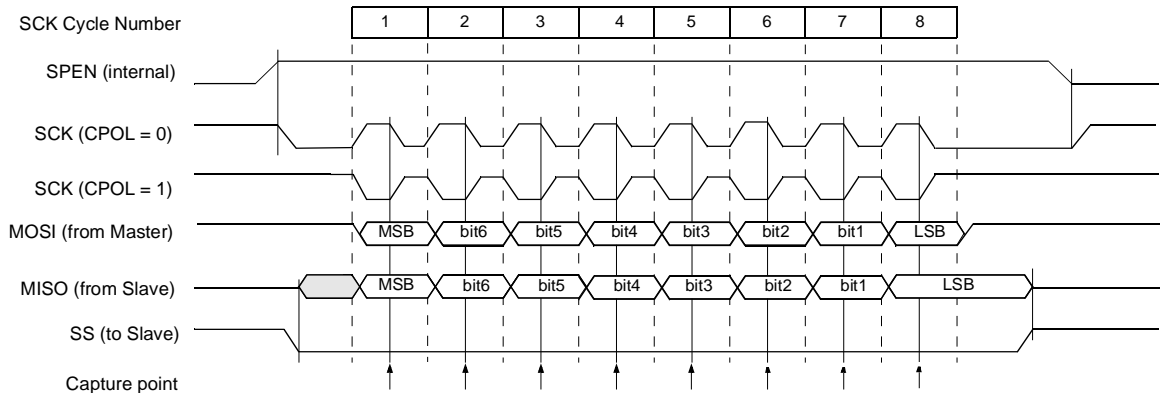 SCK Cycle Number 1 2 3 4 5 6 7 8
SPEN (internal)
SCK (CPOL = 0)
SCK (CPOL = 1)
MOSI (from Master) MSB bit6 bit5 bit4 bit3 bit2 bit1 LSB
MISO (from Slave) MSB bit6 bit5 bit4 bit3 bit2 bit1 LSB
SS (to Slave)
Capture point